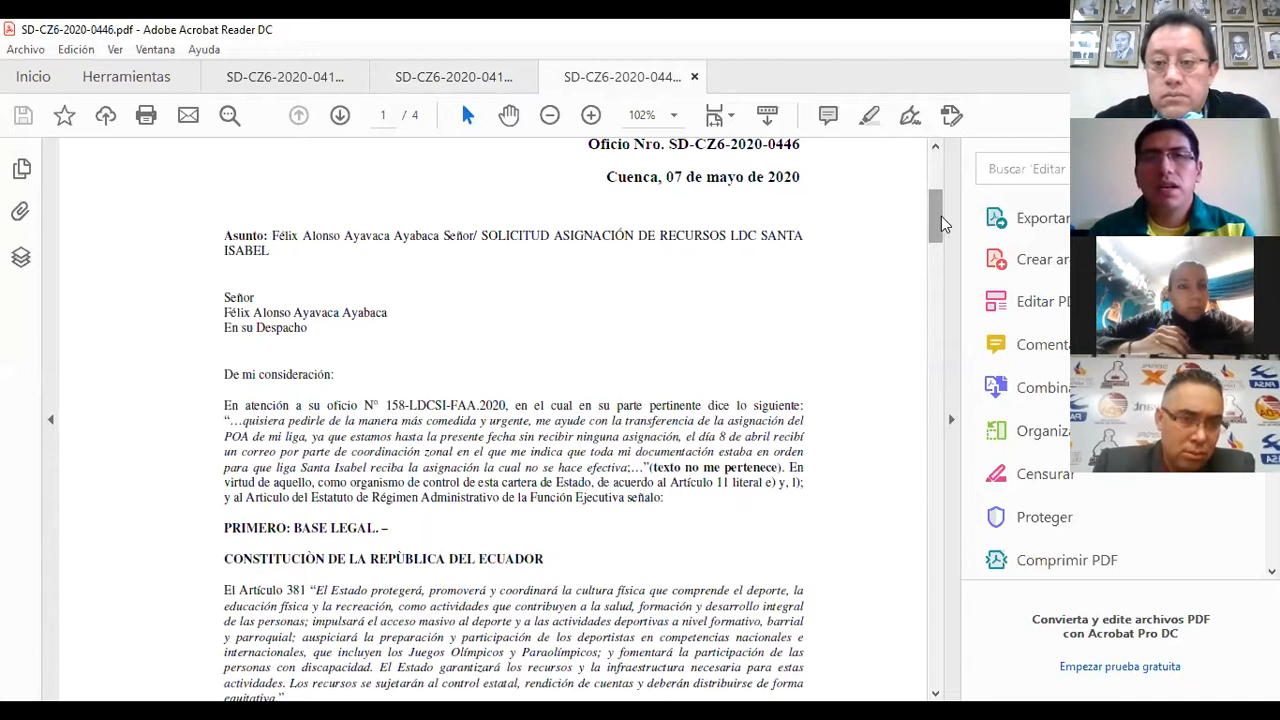 SD-CZ6-2020-0446.pdf - Adobe Acrobat Reader DC
Archivo Edición Ver Ventana Ayuda
Inicio Herramientas SD-CZ6-2020-041... SD-CZ6-2020-041... SD-CZ6-2020-044... ×
1 / 4 102%
Oficio Nro. SD-CZ6-2020-0446
Cuenca, 07 de mayo de 2020
Asunto: Félix Alonso Ayavaca Ayabaca Señor/ SOLICITUD ASIGNACIÓN DE RECURSOS LDC SANTA
ISABEL
Señor
Félix Alonso Ayavaca Ayabaca
En su Despacho
De mi consideración:
En atención a su oficio N° 158-LDCSI-FAA.2020, en el cual en su parte pertinente dice lo siguiente:
“…quisiera pedirle de la manera más comedida y urgente, me ayude con la transferencia de la asignación del
POA de mi liga, ya que estamos hasta la presente fecha sin recibir ninguna asignación, el día 8 de abril recibí
un correo por parte de coordinación zonal en el que me indica que toda mi documentación estaba en orden
para que liga Santa Isabel reciba la asignación la cual no se hace efectiva;…”(texto no me pertenece). En
virtud de aquello, como organismo de control de esta cartera de Estado, de acuerdo al Artículo 11 literal e) y, l);
y al Articulo del Estatuto de Régimen Administrativo de la Función Ejecutiva señalo:
PRIMERO: BASE LEGAL. –
CONSTITUCIÒN DE LA REPÙBLICA DEL ECUADOR
El Artículo 381 “El Estado protegerá, promoverá y coordinará la cultura física que comprende el deporte, la
educación física y la recreación, como actividades que contribuyen a la salud, formación y desarrollo integral
de las personas; impulsará el acceso masivo al deporte y a las actividades deportivas a nivel formativo, barrial
y parroquial; auspiciará la preparación y participación de los deportistas en competencias nacionales e
internacionales, que incluyen los Juegos Olímpicos y Paraolímpicos; y fomentará la participación de las
personas con discapacidad. El Estado garantizará los recursos y la infraestructura necesaria para estas
actividades. Los recursos se sujetarán al control estatal, rendición de cuentas y deberán distribuirse de forma
equitativa.”
Buscar 'Editar
Exportar
Crear ar
Editar PD
Coment
Combin
Organiz
Censurar
Proteger
Comprimir PDF
Convierta y edite archivos PDF
con Acrobat Pro DC
Empezar prueba gratuita